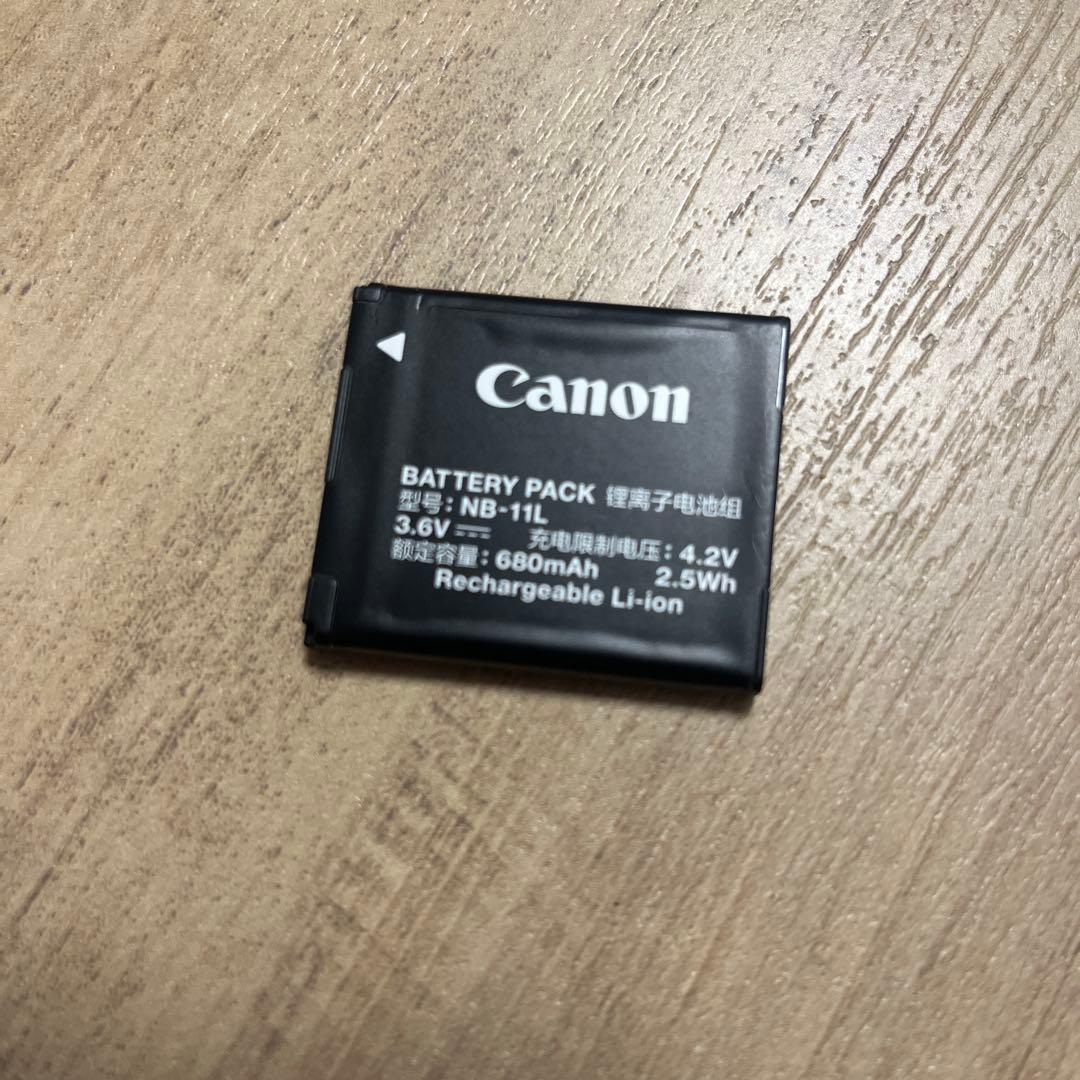 Canon
BATTERY PACK 锂离子电池组
型号: NB-11L
3.6V ⎓ 充电限制电压: 4.2V
额定容量: 680mAh 2.5Wh
Rechargeable Li-ion